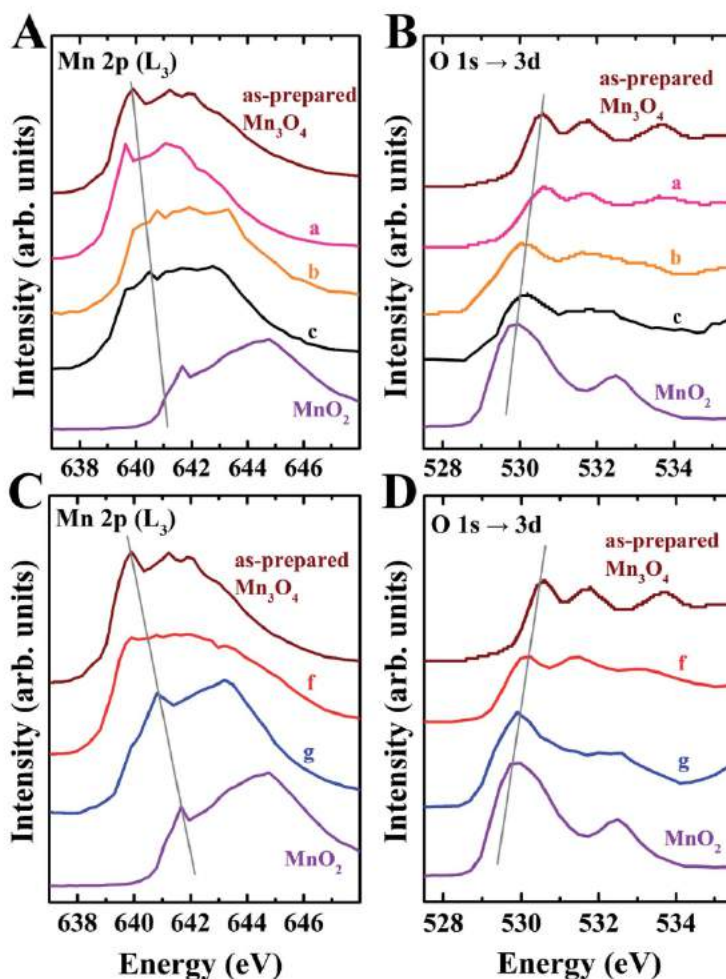 A
Mn 2p (L₃)
as-prepared
Mn₃O₄
a
b
c
MnO₂
Intensity (arb. units)
638 640 642 644 646
B
O 1s → 3d
as-prepared
Mn₃O₄
a
b
c
MnO₂
Intensity (arb. units)
528 530 532 534
C
Mn 2p (L₃)
as-prepared
Mn₃O₄
f
g
MnO₂
Intensity (arb. units)
638 640 642 644 646
Energy (eV)
D
O 1s → 3d
as-prepared
Mn₃O₄
f
g
MnO₂
Intensity (arb. units)
528 530 532 534
Energy (eV)